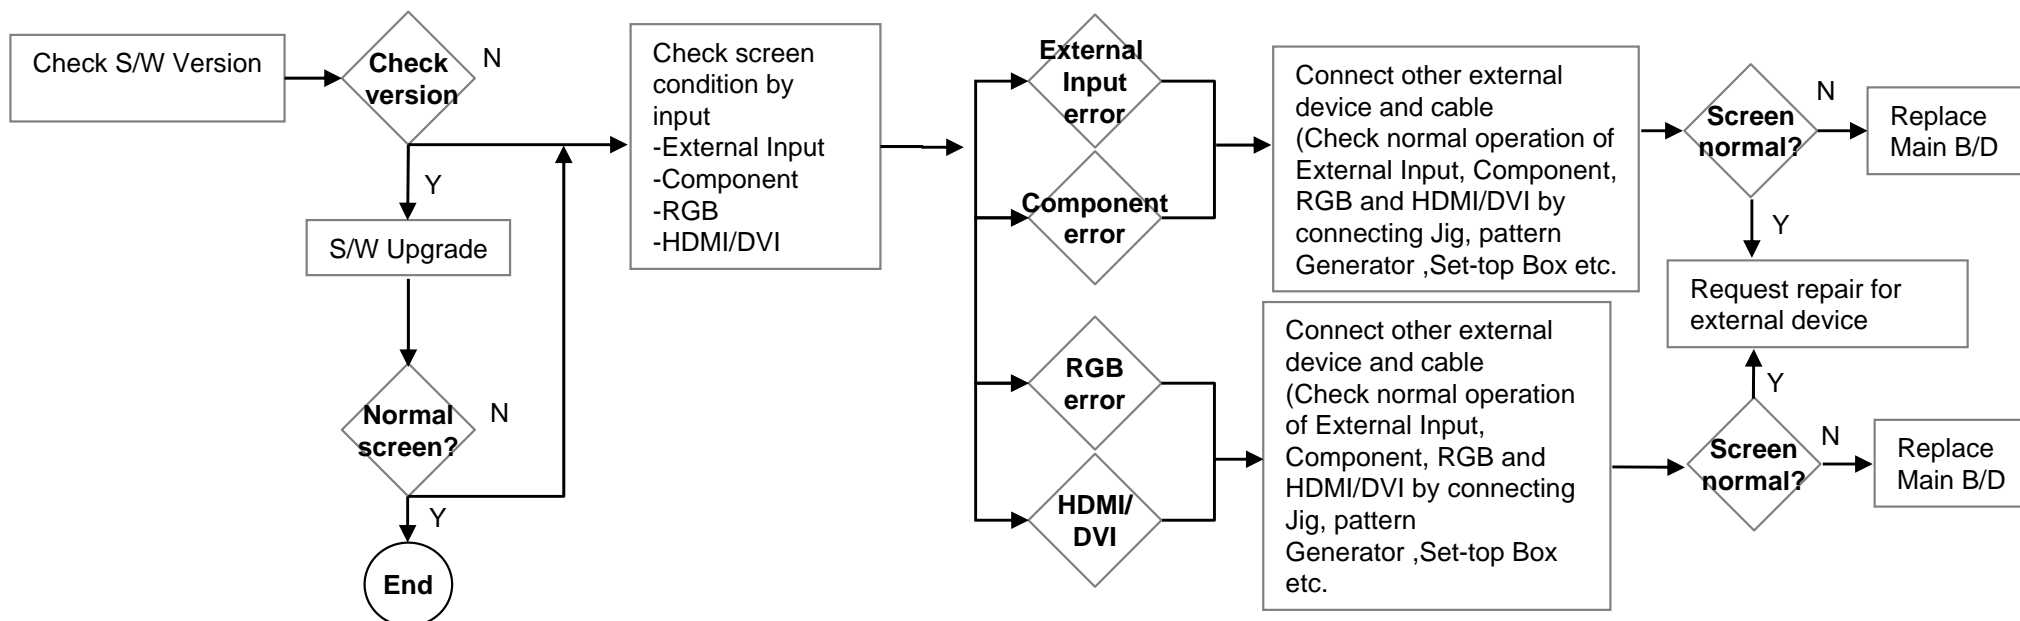 Check S/W Version
Check
version
N
Y
S/W Upgrade
Normal
screen?
N
Y
End
Check screen
condition by
input
-External Input
-Component
-RGB
-HDMI/DVI
External
Input
error
Component
error
RGB
error
HDMI/
DVI
Connect other external
device and cable
(Check normal operation of
External Input, Component,
RGB and HDMI/DVI by
connecting Jig, pattern
Generator ,Set-top Box etc.
Connect other external
device and cable
(Check normal operation
of External Input,
Component, RGB and
HDMI/DVI by connecting
Jig, pattern
Generator ,Set-top Box
etc.
Screen
normal?
N
Replace
Main B/D
Y
Request repair for
external device
Y
Screen
normal?
N
Replace
Main B/D